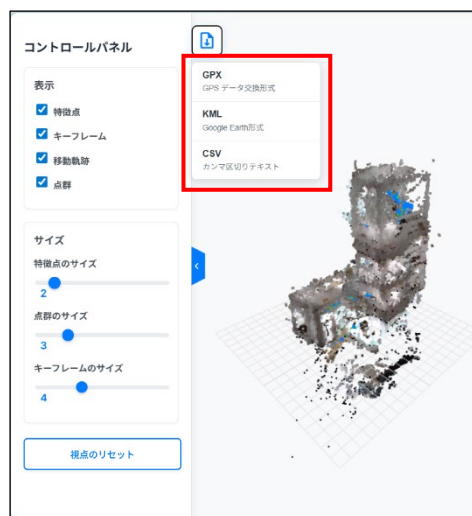 コントロールパネル
表示
特徴点
キーフレーム
移動軌跡
点群
サイズ
特徴点のサイズ
2
点群のサイズ
3
キーフレームのサイズ
4
視点のリセット
GPX
GPS データ交換形式
KML
Google Earth形式
CSV
カンマ区切りテキスト